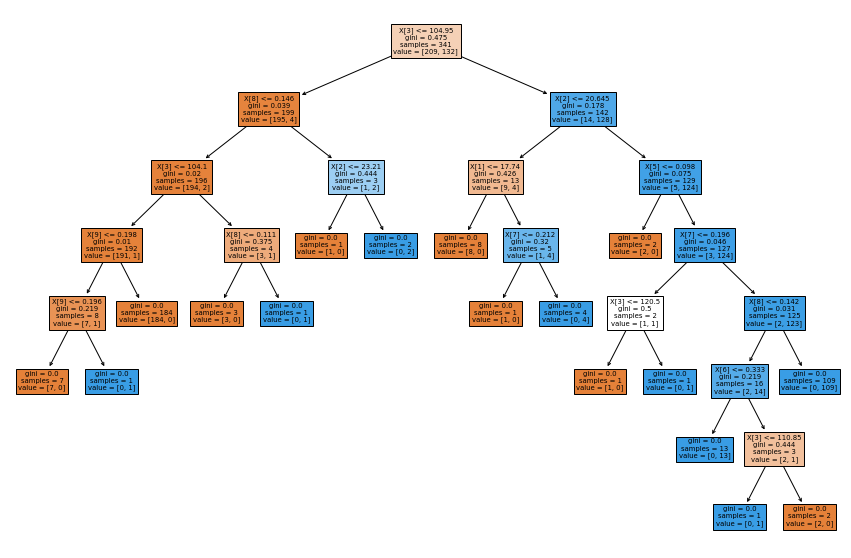 X[3] <= 104.95
gini = 0.475
samples = 341
value = [209, 132]
X[8] <= 0.146
gini = 0.039
samples = 199
value = [195, 4]
X[2] <= 20.645
gini = 0.178
samples = 142
value = [14, 128]
X[3] <= 104.1
gini = 0.02
samples = 196
value = [194, 2]
X[2] <= 23.21
gini = 0.444
samples = 3
value = [1, 2]
X[1] <= 17.74
gini = 0.426
samples = 13
value = [9, 4]
X[5] <= 0.098
gini = 0.075
samples = 129
value = [5, 124]
X[9] <= 0.198
gini = 0.01
samples = 192
value = [191, 1]
X[8] <= 0.111
gini = 0.375
samples = 4
value = [3, 1]
gini = 0.0
samples = 1
value = [1, 0]
gini = 0.0
samples = 2
value = [0, 2]
gini = 0.0
samples = 8
value = [8, 0]
X[7] <= 0.212
gini = 0.32
samples = 5
value = [1, 4]
gini = 0.0
samples = 2
value = [2, 0]
X[7] <= 0.196
gini = 0.046
samples = 127
value = [3, 124]
X[9] <= 0.196
gini = 0.219
samples = 8
value = [7, 1]
gini = 0.0
samples = 184
value = [184, 0]
gini = 0.0
samples = 3
value = [3, 0]
gini = 0.0
samples = 1
value = [0, 1]
gini = 0.0
samples = 1
value = [1, 0]
gini = 0.0
samples = 4
value = [0, 4]
X[3] <= 120.5
gini = 0.5
samples = 2
value = [1, 1]
X[8] <= 0.142
gini = 0.031
samples = 125
value = [2, 123]
gini = 0.0
samples = 7
value = [7, 0]
gini = 0.0
samples = 1
value = [0, 1]
gini = 0.0
samples = 1
value = [1, 0]
gini = 0.0
samples = 1
value = [0, 1]
X[6] <= 0.333
gini = 0.219
samples = 16
value = [2, 14]
gini = 0.0
samples = 109
value = [0, 109]
gini = 0.0
samples = 13
value = [0, 13]
X[3] <= 110.85
gini = 0.444
samples = 3
value = [2, 1]
gini = 0.0
samples = 1
value = [0, 1]
gini = 0.0
samples = 2
value = [2, 0]